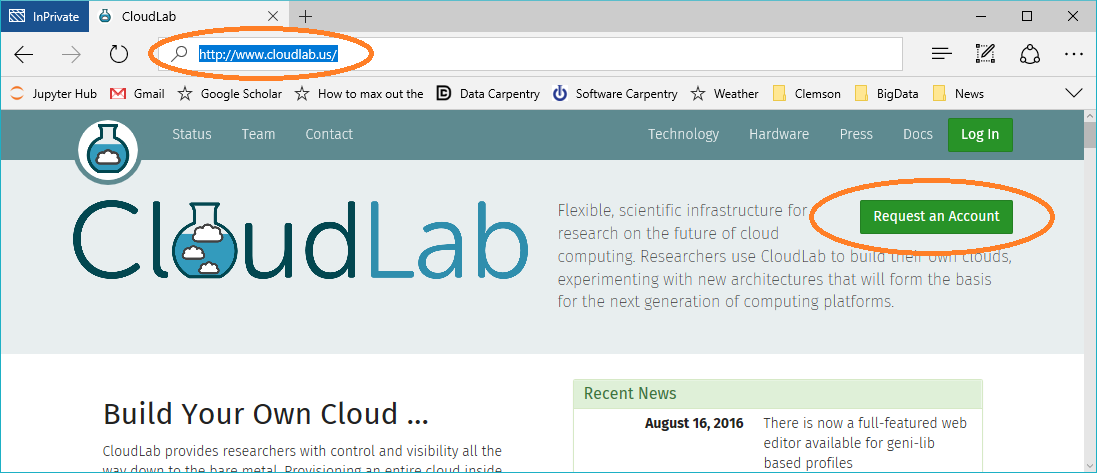 InPrivate
CloudLab
http://www.cloudlab.us/
Jupyter Hub
Gmail
Google Scholar
How to max out the
Data Carpentry
Software Carpentry
Weather
Clemson
BigData
News
Status
Team
Contact
Technology
Hardware
Press
Docs
Log In
CloudLab
Flexible, scientific infrastructure for
research on the future of cloud
computing. Researchers use CloudLab to build their own clouds,
experimenting with new architectures that will form the basis
for the next generation of computing platforms.
Request an Account
Build Your Own Cloud ...
CloudLab provides researchers with control and visibility all the
way down to the bare metal. Provisioning an entire cloud inside
Recent News
August 16, 2016
There is now a full-featured web
editor available for geni-lib
based profiles